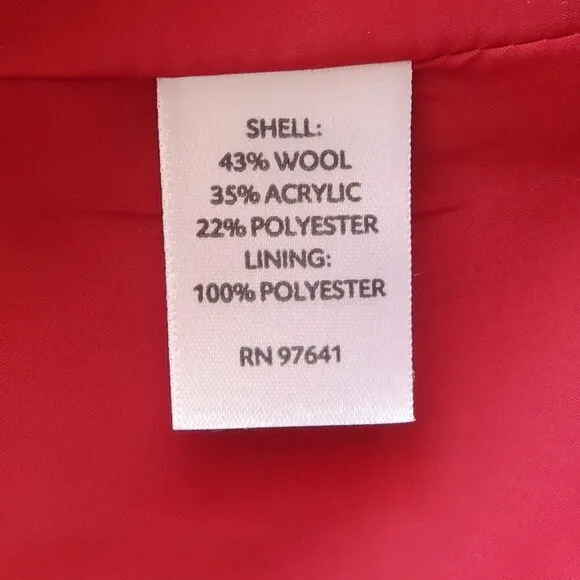 SHELL:
43% WOOL
35% ACRYLIC
22% POLYESTER
LINING:
100% POLYESTER
RN 97641